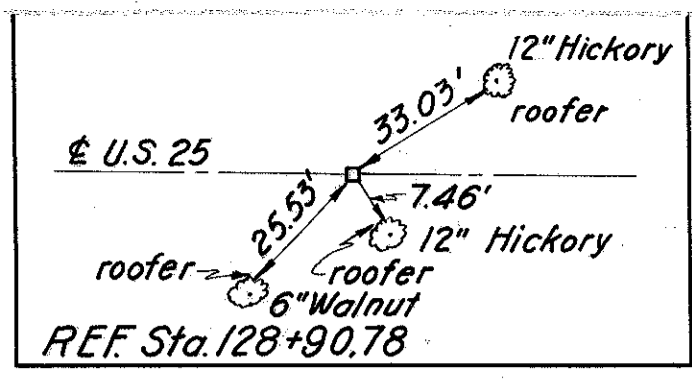 12" Hickory
33.03'
roofer
℄ U.S. 25
7.46'
25.53'
12" Hickory
roofer
roofer
6" Walnut
REF. Sta. 128+90.78